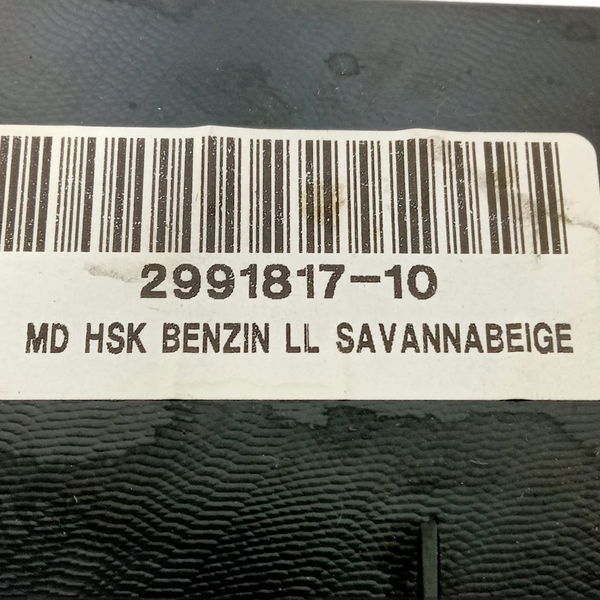 2991817-10
MD HSK BENZIN LL SAVANNABEIGE